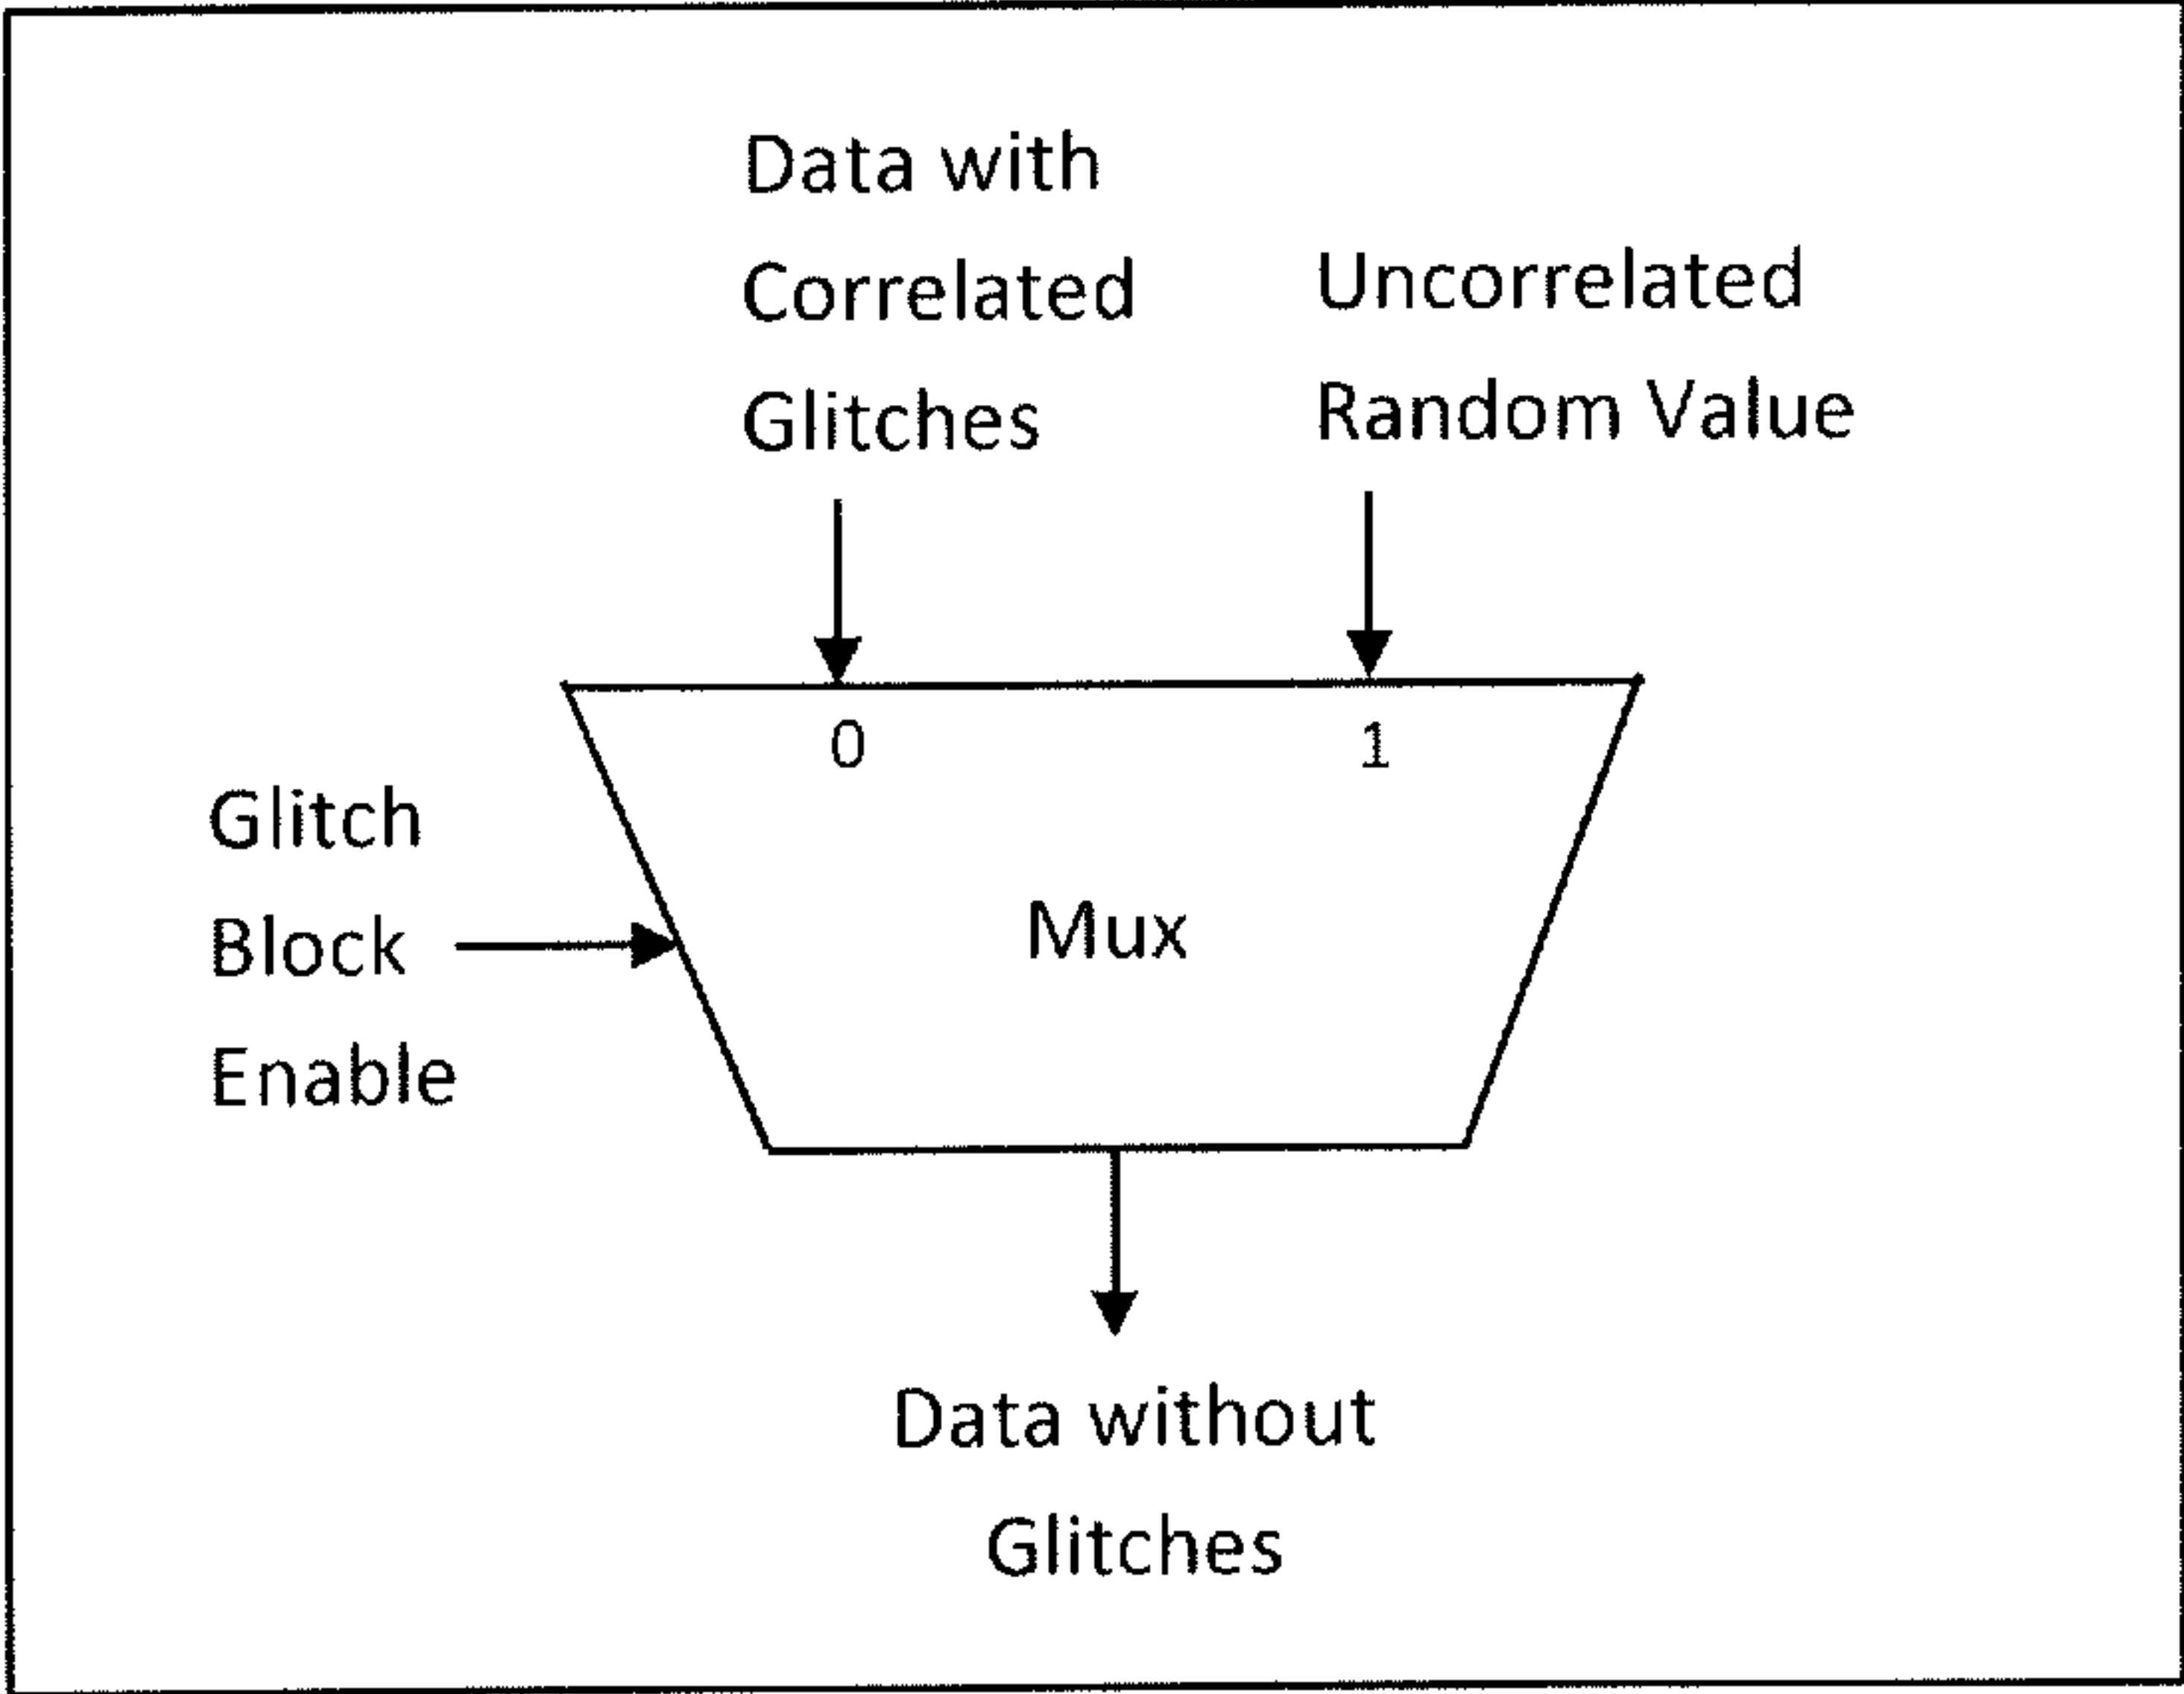 Data with
Correlated
Glitches
Uncorrelated
Random Value
0
1
Glitch
Block
Enable
Mux
Data without
Glitches